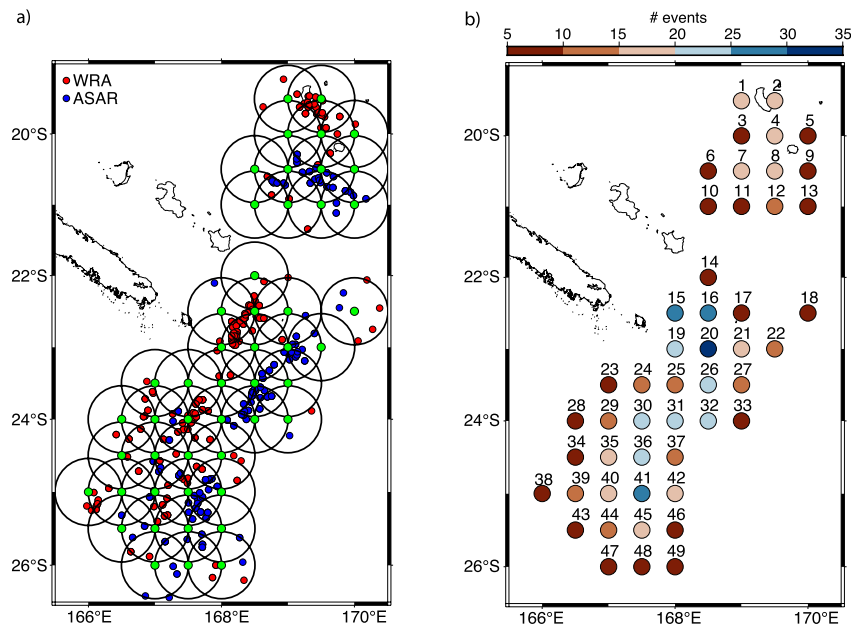 a)
WRA
ASAR
20°S
22°S
24°S
26°S
166°E 168°E 170°E
b)
# events
5 10 15 20 25 30 35
1 2
3 4 5
6 7 8 9
10 11 12 13
14
15 16 17 18
19 20 21 22
23 24 25 26 27
28 29 30 31 32 33
34 35 36 37
38 39 40 41 42
43 44 45 46
47 48 49
20°S
22°S
24°S
26°S
166°E 168°E 170°E